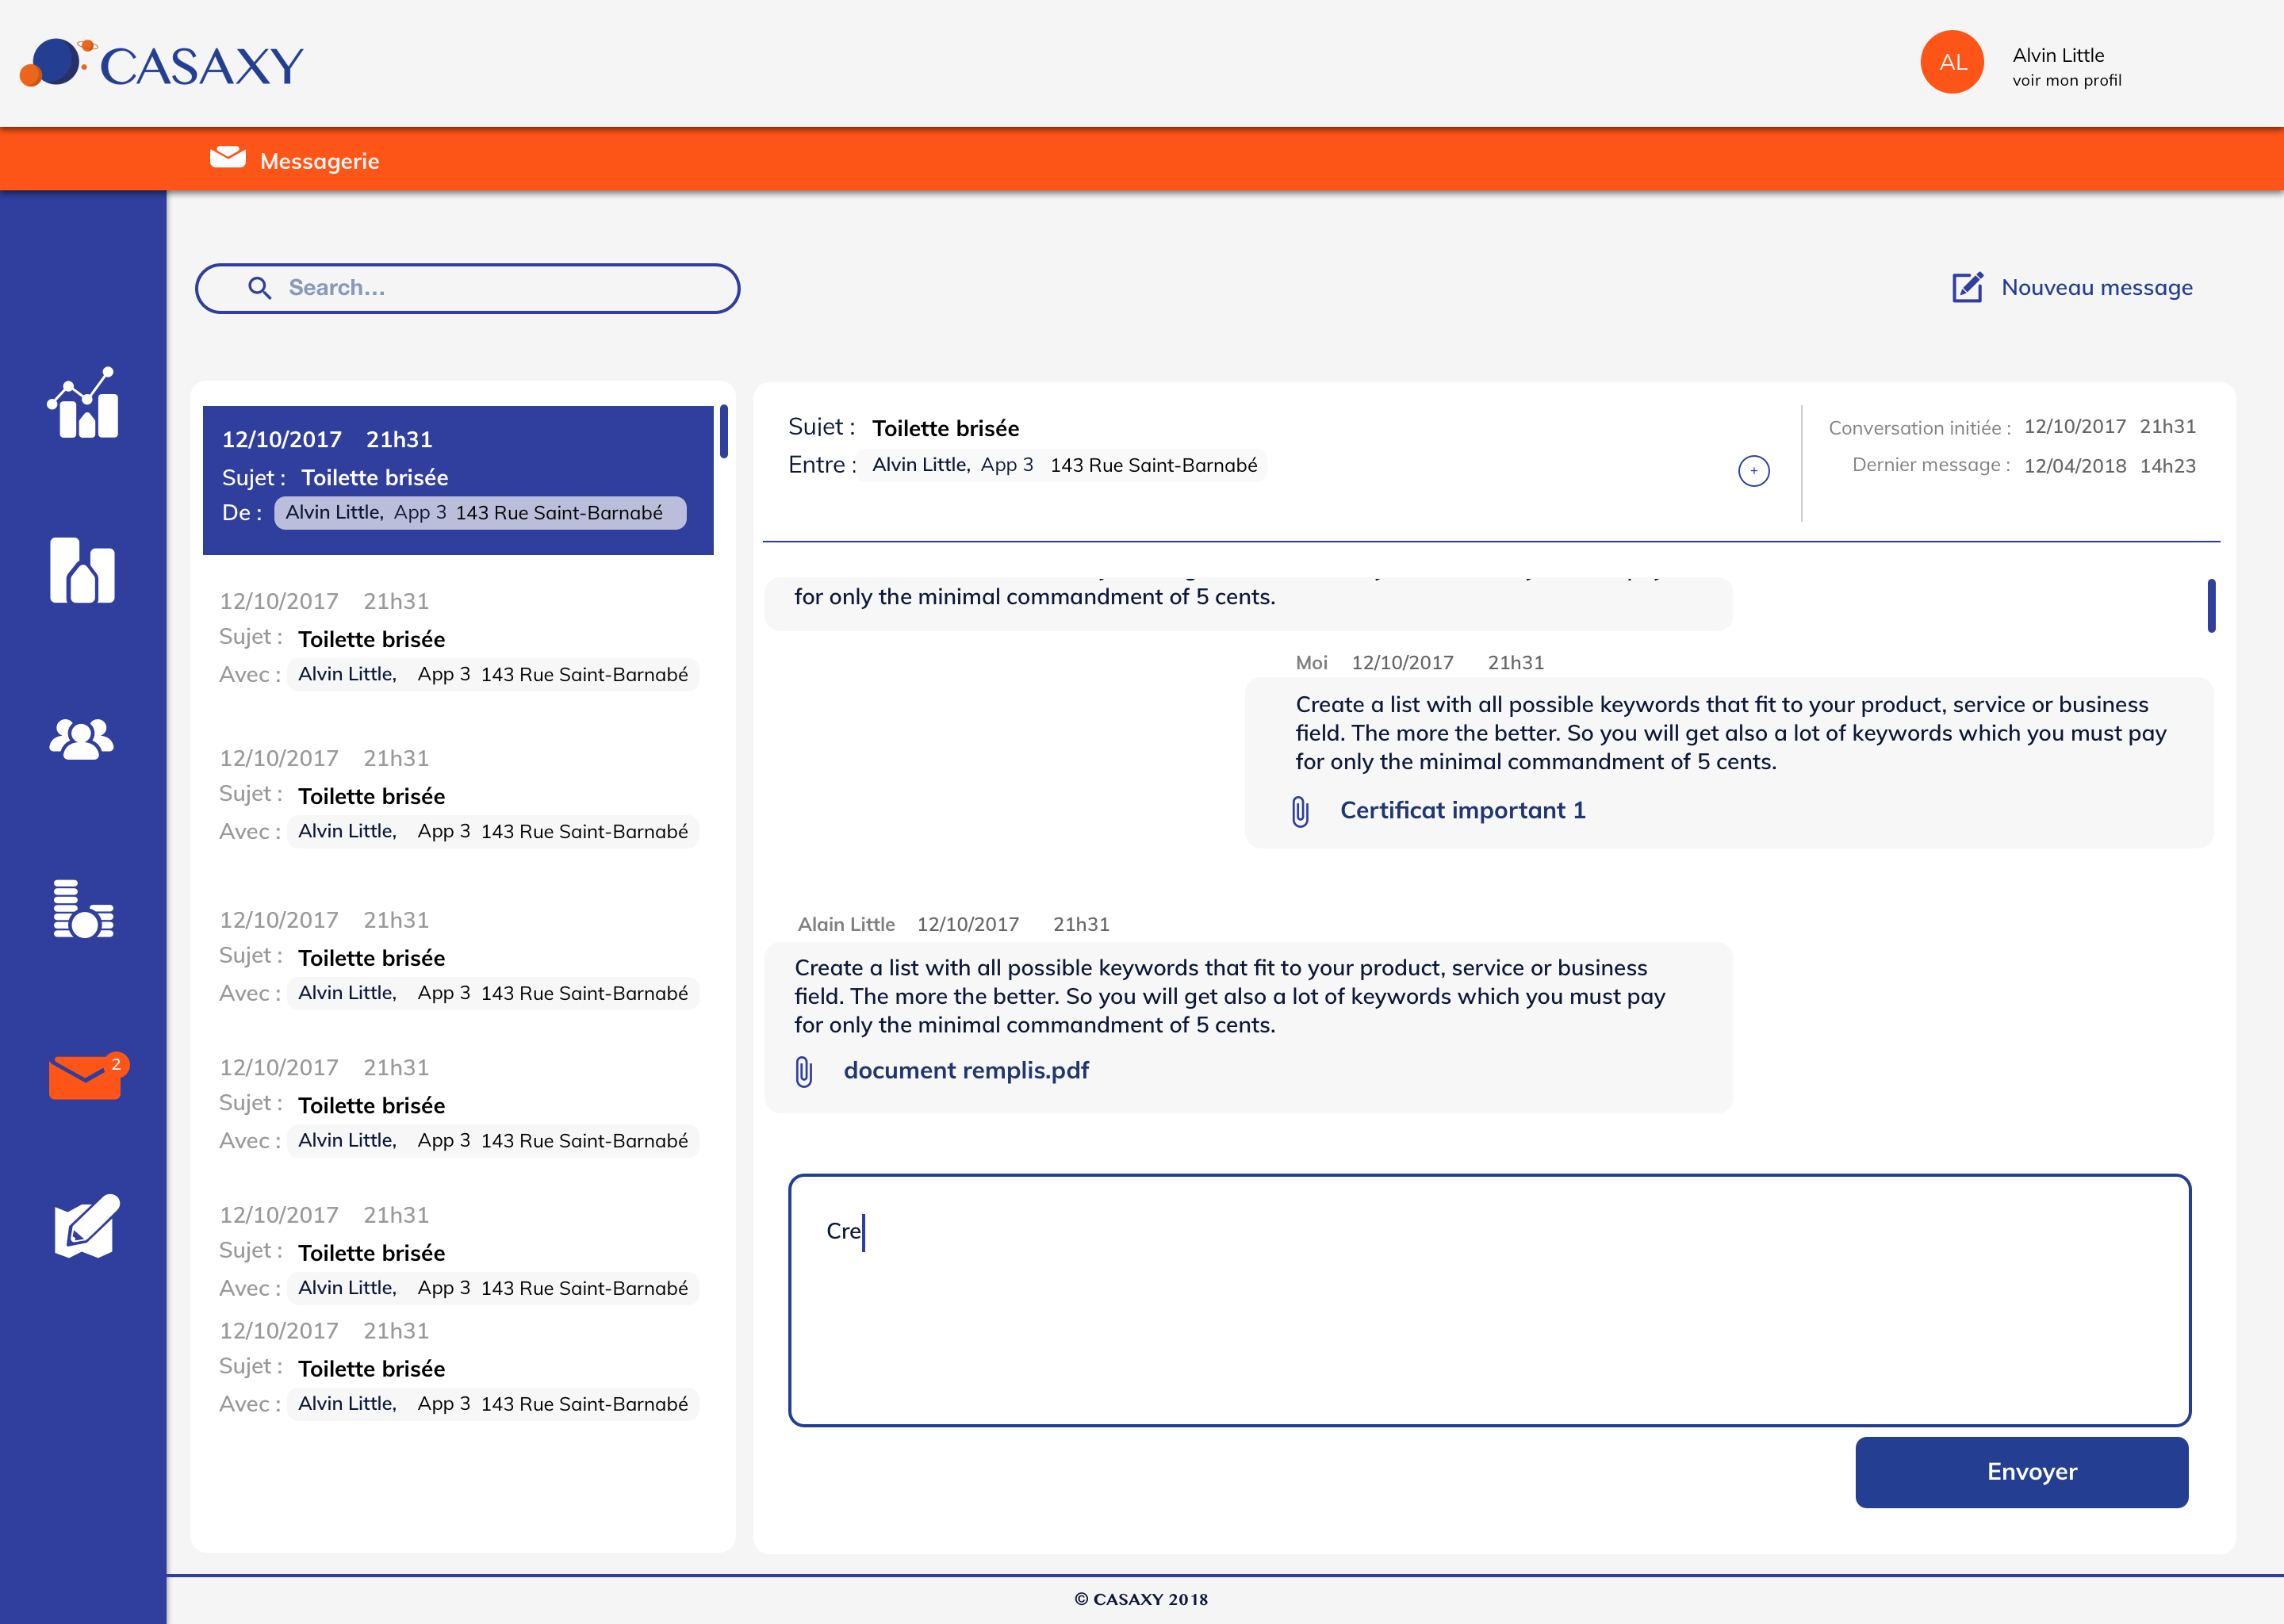 CASAXY
AL
Alvin Little
voir mon profil
Messagerie
Search...
Nouveau message
12/10/2017 21h31
Sujet : Toilette brisée
De : Alvin Little, App 3 143 Rue Saint-Barnabé
12/10/2017 21h31
Sujet : Toilette brisée
Avec : Alvin Little, App 3 143 Rue Saint-Barnabé
12/10/2017 21h31
Sujet : Toilette brisée
Avec : Alvin Little, App 3 143 Rue Saint-Barnabé
12/10/2017 21h31
Sujet : Toilette brisée
Avec : Alvin Little, App 3 143 Rue Saint-Barnabé
12/10/2017 21h31
Sujet : Toilette brisée
Avec : Alvin Little, App 3 143 Rue Saint-Barnabé
12/10/2017 21h31
Sujet : Toilette brisée
Avec : Alvin Little, App 3 143 Rue Saint-Barnabé
12/10/2017 21h31
Sujet : Toilette brisée
Avec : Alvin Little, App 3 143 Rue Saint-Barnabé
2
Sujet : Toilette brisée
Entre : Alvin Little, App 3 143 Rue Saint-Barnabé
+
Conversation initiée : 12/10/2017 21h31
Dernier message : 12/04/2018 14h23
for only the minimal commandment of 5 cents.
Moi 12/10/2017 21h31
Create a list with all possible keywords that fit to your product, service or business
field. The more the better. So you will get also a lot of keywords which you must pay
for only the minimal commandment of 5 cents.
Certificat important 1
Alain Little 12/10/2017 21h31
Create a list with all possible keywords that fit to your product, service or business
field. The more the better. So you will get also a lot of keywords which you must pay
for only the minimal commandment of 5 cents.
document remplis.pdf
Cre
Envoyer
© CASAXY 2018